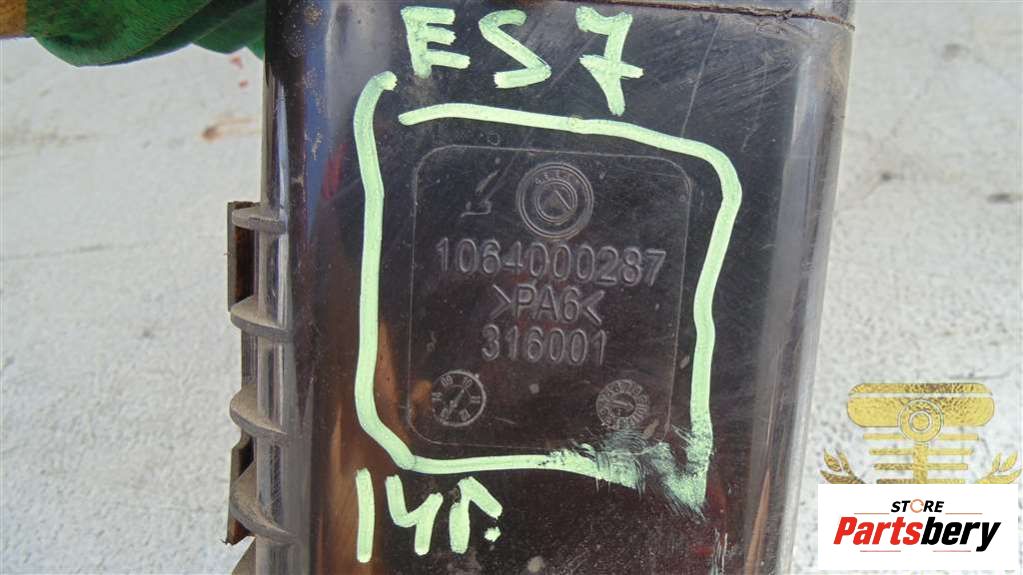 ES7
1064000287
>PA6<
316001
14г.
STORE
Partsbery